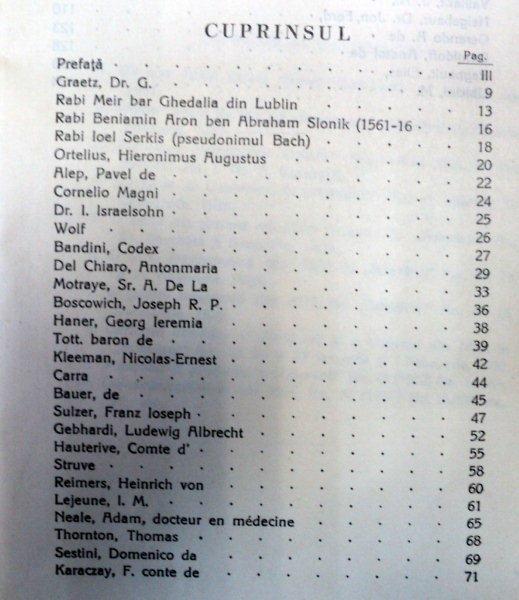 CUPRINSUL
Pag.
Prefață . . . . . . . . . . III
Graetz, Dr. G. . . . . . . . . 9
Rabi Meir bar Ghedalia din Lublin . . . . . 13
Rabi Beniamin Aron ben Abraham Slonik (1561-16 . . 16
Rabi Ioel Serkis (pseudonimul Bach) . . . . . 18
Ortelius, Hieronimus Augustus . . . . . 20
Alep, Pavel de . . . . . . . . 22
Cornelio Magni . . . . . . . . 24
Dr. I. Israelsohn . . . . . . . . 25
Wolf . . . . . . . . . . 26
Bandini, Codex . . . . . . . . 27
Del Chiaro, Antonmaria . . . . . . . 29
Motraye, Sr. A. De La . . . . . . . 33
Boscowich, Joseph R. P. . . . . . . . 36
Haner, Georg Ieremia . . . . . . . 38
Tott. baron de . . . . . . . . 39
Kleeman, Nicolas-Ernest . . . . . . . 42
Carra . . . . . . . . . . 44
Bauer, de . . . . . . . . . 45
Sulzer, Franz Ioseph . . . . . . . . 47
Gebhardi, Ludwig Albrecht . . . . . . 52
Hauterive, Comte d' . . . . . . . . 55
Struve . . . . . . . . . . 58
Reimers, Heinrich von . . . . . . . 60
Lejeune, I. M. . . . . . . . . 61
Neale, Adam, docteur en médecine . . . . . 65
Thornton, Thomas . . . . . . . . 68
Sestini, Domenico da . . . . . . . 69
Karaczay, F. conte de . . . . . . . 71